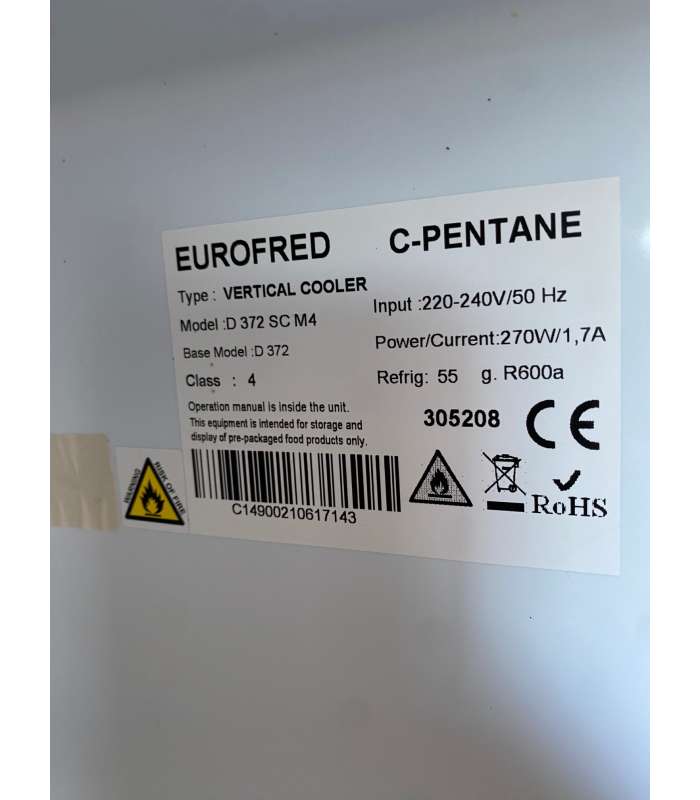 EUROFRED C-PENTANE
Type : VERTICAL COOLER
Input :220-240V/50 Hz
Model :D 372 SC M4
Power/Current:270W/1,7A
Base Model :D 372
Refrig: 55 g. R600a
Class : 4
Operation manual is inside the unit.
This equipment is intended for storage and
display of pre-packaged food products only.
305208 CE
C14900210617143
RoHS
WARNING
RISK OF FIRE